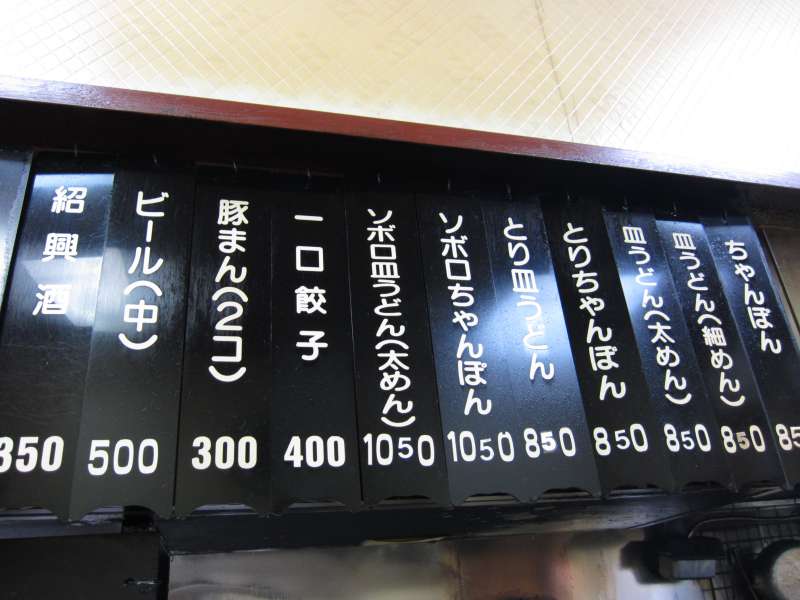 ちゃんぽん
85
皿うどん(細めん)
850
皿うどん(太めん)
850
とりちゃんぽん
850
とり皿うどん
850
ソボロちゃんぽん
1050
ソボロ皿うどん(太めん)
1050
一口餃子
400
豚まん(2コ)
300
ビール(中)
500
紹興酒
350